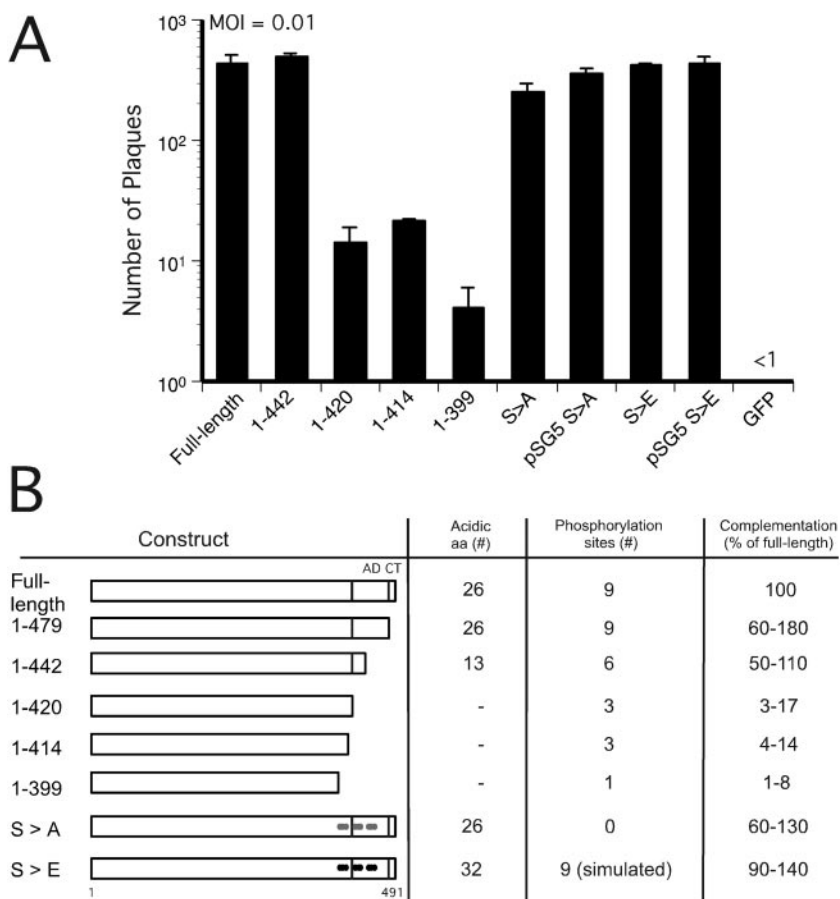 A
MOI = 0.01
Number of Plaques
10³
10²
10¹
10⁰
<1
Full-length
1-442
1-420
1-414
1-399
S>A
pSG5 S>A
S>E
pSG5 S>E
GFP
B
Construct
Acidic
aa (#)
Phosphorylation
sites (#)
Complementation
(% of full-length)
AD CT
Full-
length
26
9
100
1-479
26
9
60-180
1-442
13
6
50-110
1-420
-
3
3-17
1-414
-
3
4-14
1-399
-
1
1-8
S > A
26
0
60-130
S > E
32
9 (simulated)
90-140
1
491